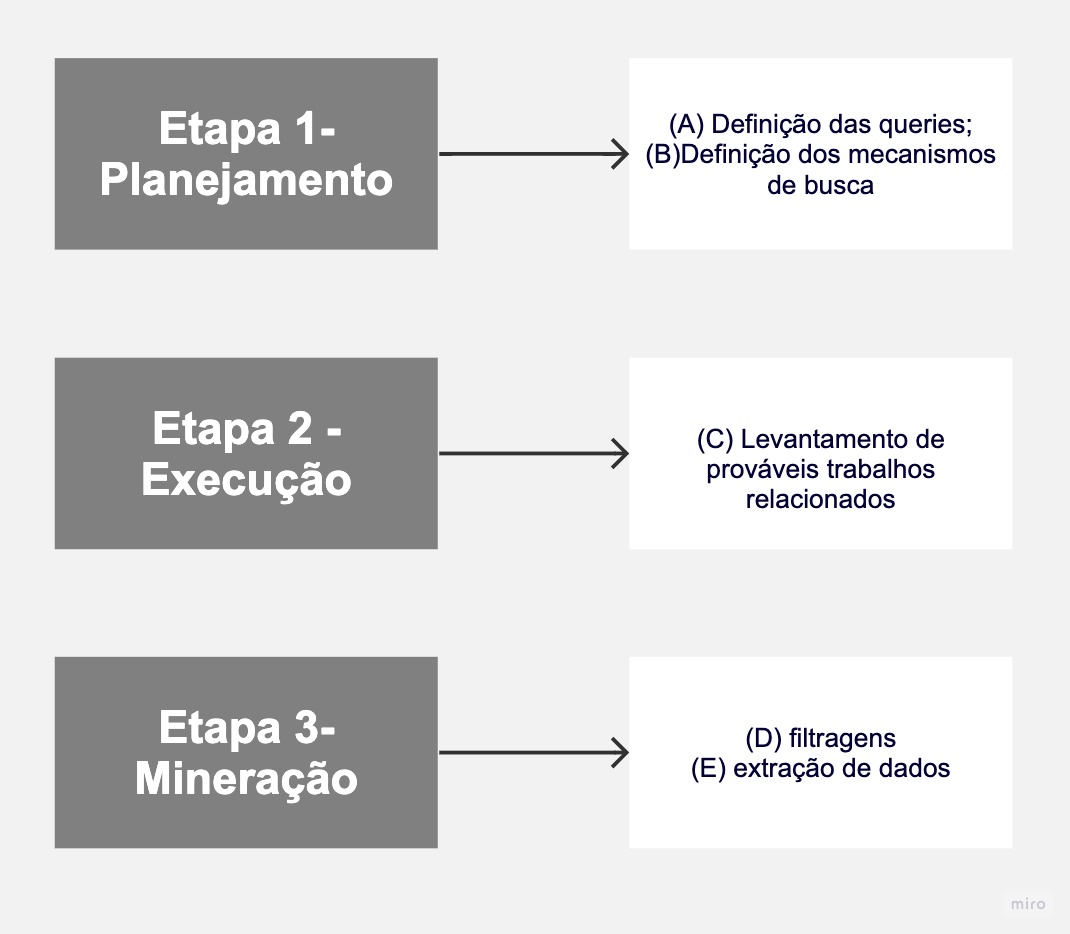 Etapa 1-
Planejamento
(A) Definição das queries;
(B)Definição dos mecanismos
de busca
Etapa 2 -
Execução
(C) Levantamento de
prováveis trabalhos
relacionados
Etapa 3-
Mineração
(D) filtragens
(E) extração de dados
miro